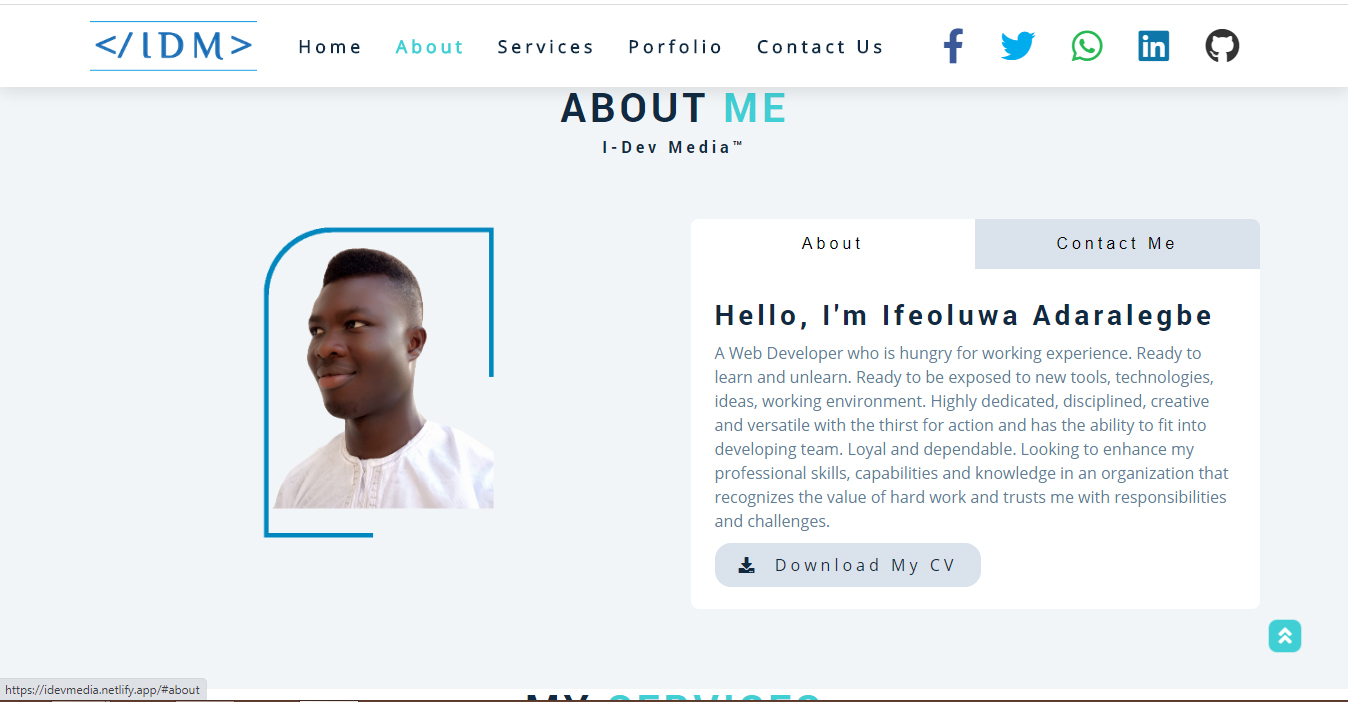 </IDM>
Home About Services Porfolio Contact Us
ABOUT ME
I-Dev Media™
About Contact Me
Hello, I'm Ifeoluwa Adaralegbe
A Web Developer who is hungry for working experience. Ready to
learn and unlearn. Ready to be exposed to new tools, technologies,
ideas, working environment. Highly dedicated, disciplined, creative
and versatile with the thirst for action and has the ability to fit into
developing team. Loyal and dependable. Looking to enhance my
professional skills, capabilities and knowledge in an organization that
recognizes the value of hard work and trusts me with responsibilities
and challenges.
Download My CV
https://idevmedia.netlify.app/#about
MY SERVICES